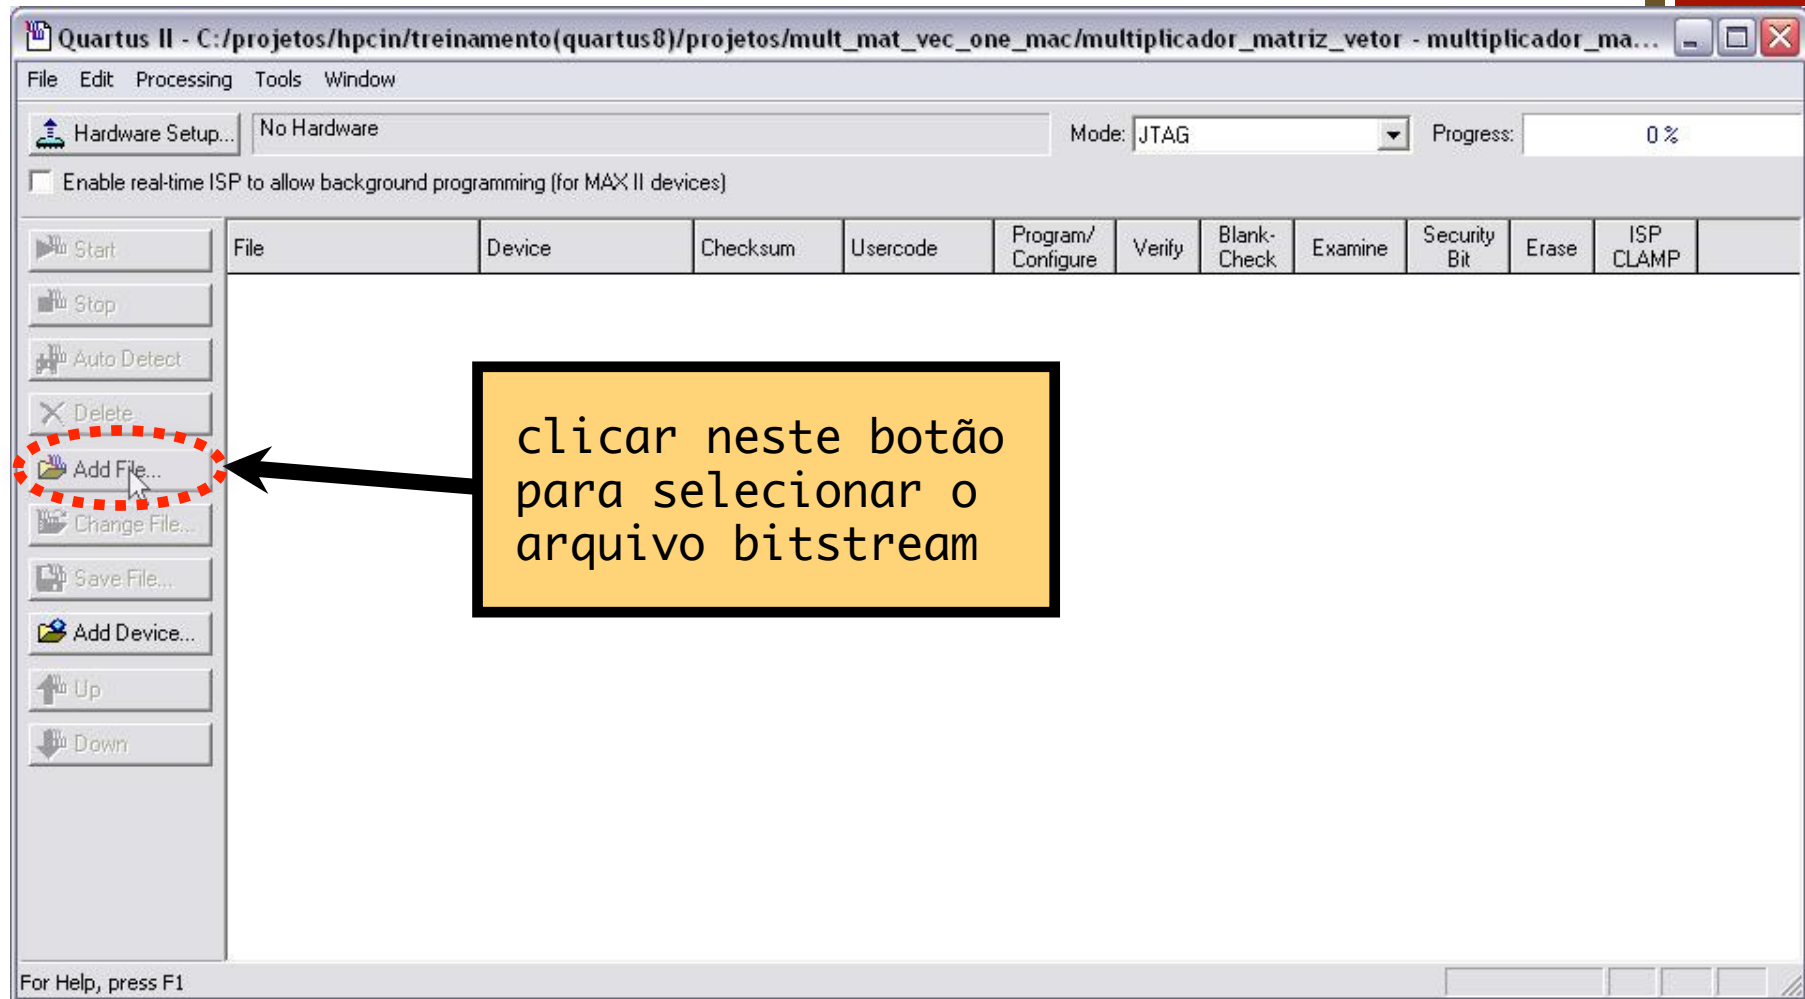 Quartus II - C:/projetos/hpcin/treinamento(quartus8)/projetos/mult_mat_vec_one_mac/multiplicador_matriz_vetor - multiplicador_ma...
File Edit Processing Tools Window
Hardware Setup... No Hardware Mode: JTAG Progress: 0 %
Enable real-time ISP to allow background programming (for MAX II devices)
File Device Checksum Usercode Program/Configure Verify Blank-Check Examine Security Bit Erase ISP CLAMP
Start
Stop
Auto Detect
Delete
Add File...
Change File...
Save File...
Add Device...
Up
Down
clicar neste botão
para selecionar o
arquivo bitstream
For Help, press F1